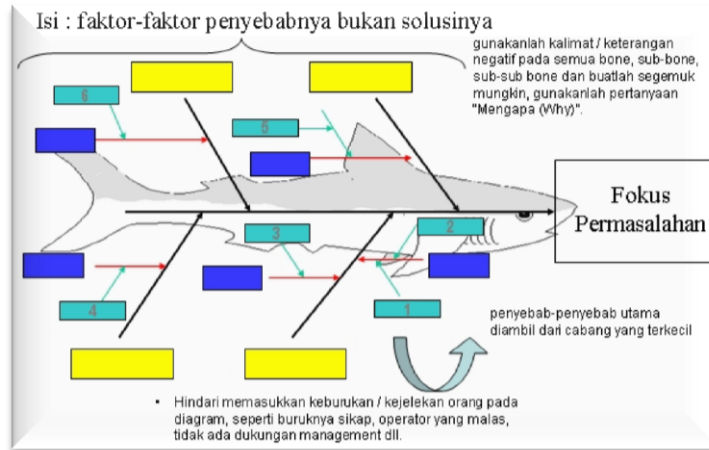 Isi : faktor-faktor penyebabnya bukan solusinya
gunakanlah kalimat / keterangan
negatif pada semua bone, sub-bone,
sub-sub bone dan buatlah segemuk
mungkin, gunakanlah pertanyaan
"Mengapa (Why)".
6
5
Fokus
Permasalahan
3
2
4
1
penyebab-penyebab utama
diambil dari cabang yang terkecil
• Hindari memasukkan keburukan / kejelekan orang pada
diagram, seperti buruknya sikap, operator yang malas,
tidak ada dukungan management dll.